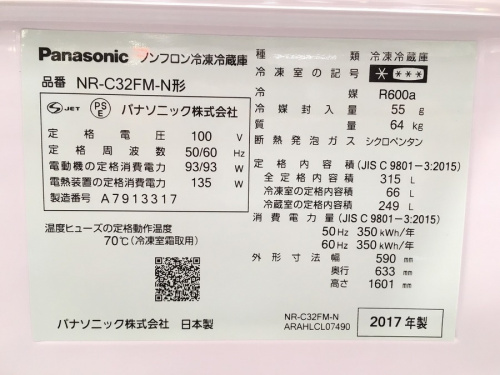 Panasonic ノンフロン冷凍冷蔵庫
品番 NR-C32FM-N形
S JET PS E パナソニック株式会社
定格電圧 100 V
定格周波数 50/60 Hz
電動機の定格消費電力 93/93 W
電熱装置の定格消費電力 135 W
製造番号 A7913317
温度ヒューズの定格動作温度
70℃(冷凍室霜取用)
パナソニック株式会社 日本製
種類 冷凍冷蔵庫
冷凍室の記号 * ***
冷媒 R600a
冷媒封入量 55 g
質量 64 kg
断熱発泡ガス シクロペンタン
定格内容積 (JIS C 9801-3:2015)
全定格内容積 315 L
冷凍室の定格内容積 66 L
冷蔵室の定格内容積 249 L
消費電力量 (JIS C 9801-3:2015)
50 Hz 350 kWh/年
60 Hz 350 kWh/年
外形寸法 幅 590 mm
奥行 633 mm
高さ 1601 mm
NR-C32FM-N
ARAHLCL07490
2017年製